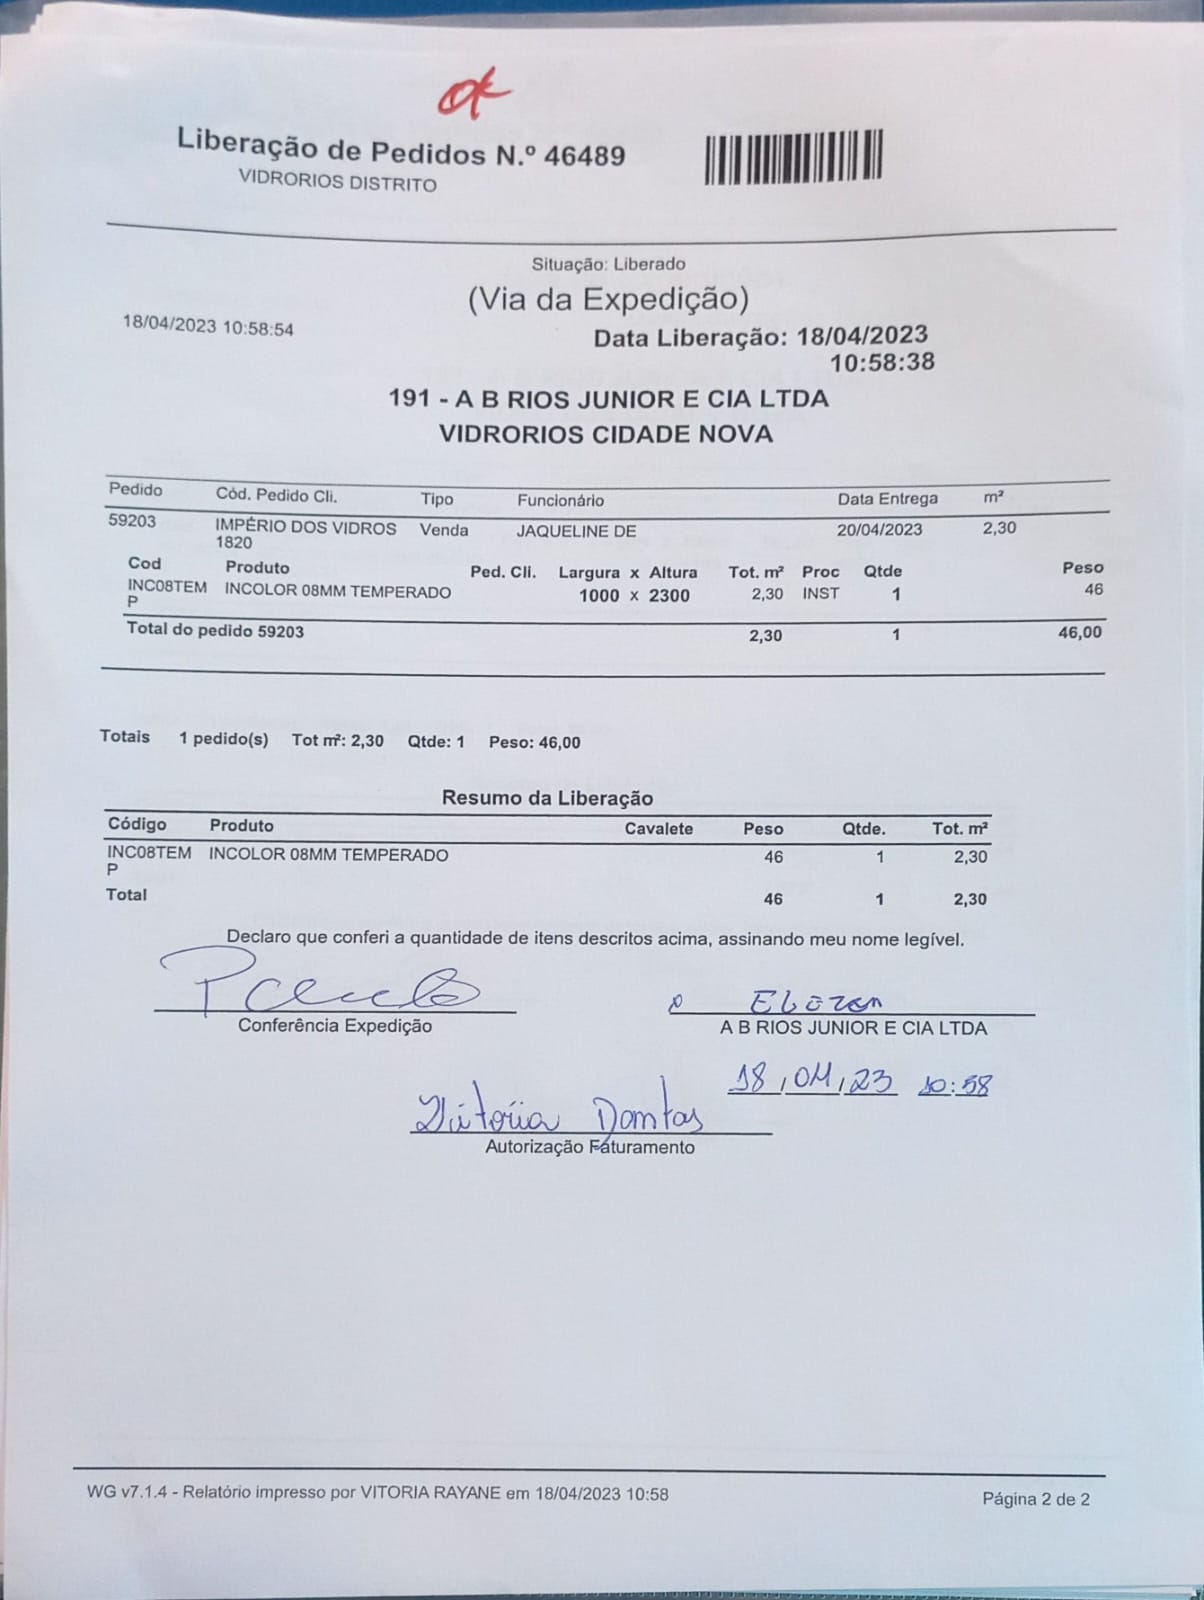 ok
Liberação de Pedidos N.º 46489
VIDRORIOS DISTRITO
Situação: Liberado
(Via da Expedição)
18/04/2023 10:58:54
Data Liberação: 18/04/2023
10:58:38
191 - A B RIOS JUNIOR E CIA LTDA
VIDRORIOS CIDADE NOVA
Pedido Cód. Pedido Cli. Tipo Funcionário Data Entrega m²
59203 IMPÉRIO DOS VIDROS Venda JAQUELINE DE 20/04/2023 2,30
1820
Cod Produto Ped. Cli. Largura x Altura Tot. m² Proc Qtde Peso
INC08TEM INCOLOR 08MM TEMPERADO 1000 x 2300 2,30 INST 1 46
P
Total do pedido 59203 2,30 1 46,00
Totais 1 pedido(s) Tot m²: 2,30 Qtde: 1 Peso: 46,00
Resumo da Liberação
Código Produto Cavalete Peso Qtde. Tot. m²
INC08TEM INCOLOR 08MM TEMPERADO 46 1 2,30
P
Total 46 1 2,30
Declaro que conferi a quantidade de itens descritos acima, assinando meu nome legível.
Conferência Expedição
A B RIOS JUNIOR E CIA LTDA
18/04/23 10:58
Vitória Dantas
Autorização Faturamento
WG v7.1.4 - Relatório impresso por VITORIA RAYANE em 18/04/2023 10:58
Página 2 de 2